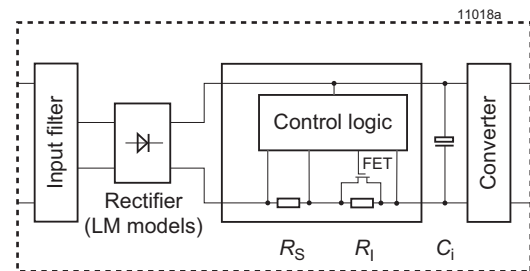 11018a
Input filter
Rectifier
(LM models)
Control logic
FET
Converter
RS
RI
Ci